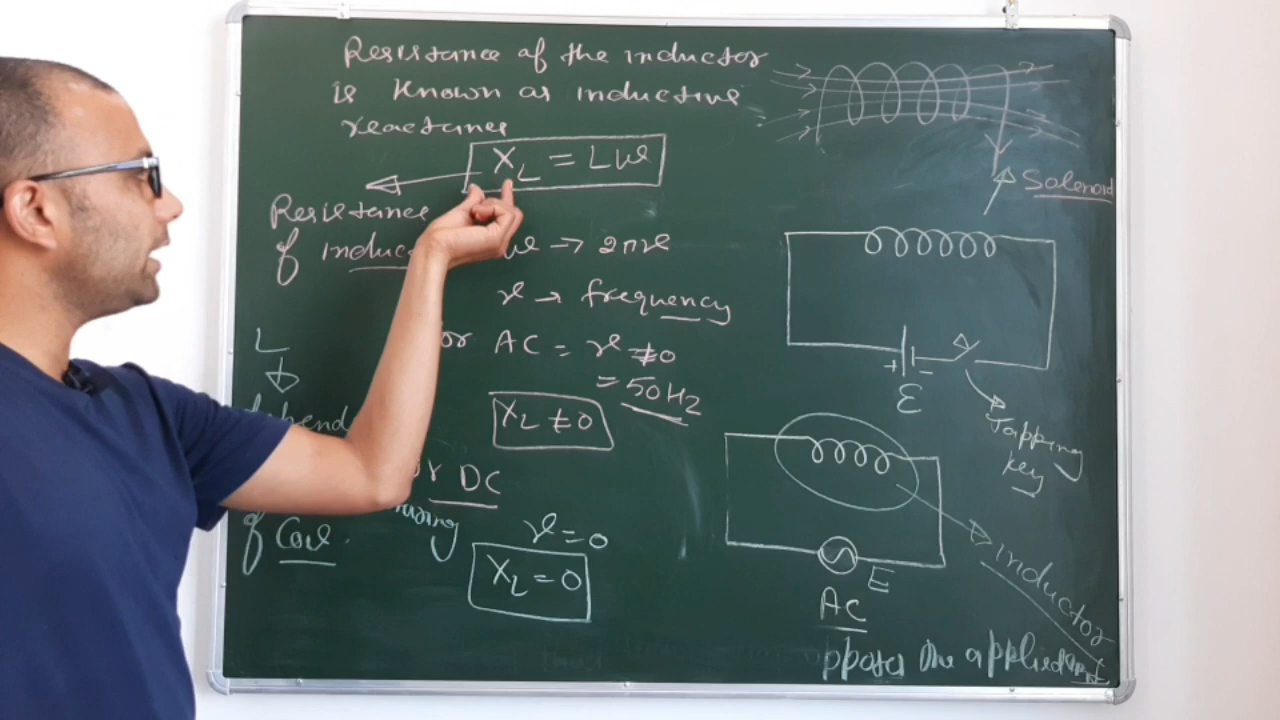 Resistance of the inductor
is known as inductive
reactance
X_L = Lω
Resistance
of induc
ω → 2πν
ν → frequency
or AC = ν ≠ 0
= 50 Hz
X_L ≠ 0
L
r DC
ν = 0
X_L = 0
of Coil.
Solenoid
+ -
E
Tapping
key
E
AC
inductor
the applied